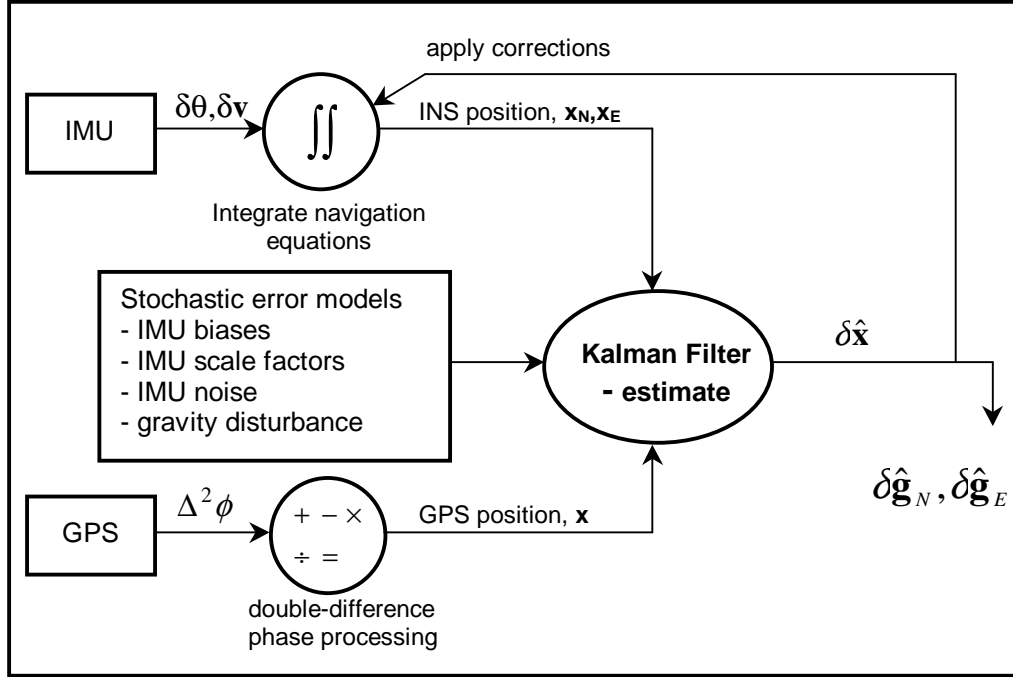 apply corrections
IMU
δθ,δv
∬
INS position, x_N,x_E
Integrate navigation
equations
Stochastic error models
- IMU biases
- IMU scale factors
- IMU noise
- gravity disturbance
Kalman Filter
- estimate
δx̂
δĝ_N, δĝ_E
GPS
Δ²ϕ
+ − ×
÷ =
GPS position, x
double-difference
phase processing